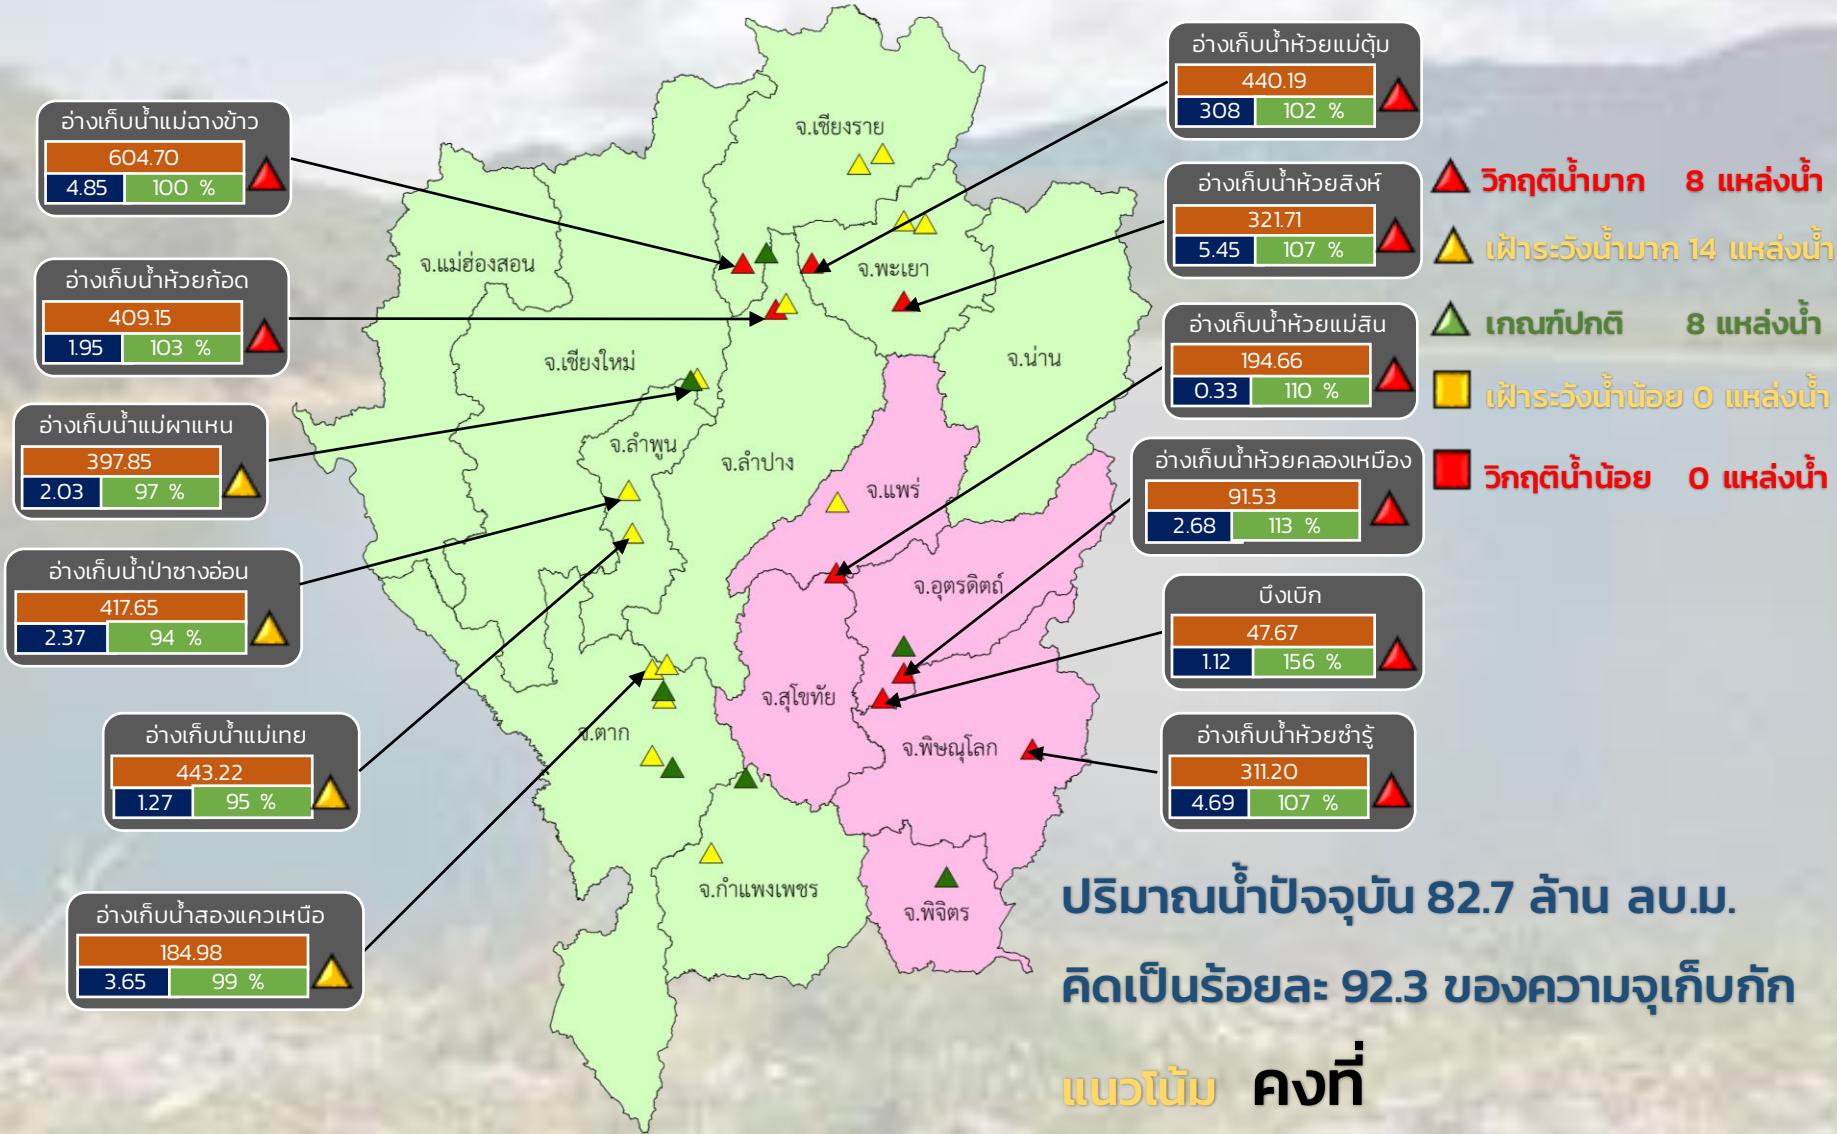 อ่างเก็บน้ำแม่ฉางข้าว
604.70
4.85 100 %
อ่างเก็บน้ำห้วยก้อด
409.15
1.95 103 %
อ่างเก็บน้ำแม่ผาแหน
397.85
2.03 97 %
อ่างเก็บน้ำป่าซางอ่อน
417.65
2.37 94 %
อ่างเก็บน้ำแม่เทย
443.22
1.27 95 %
อ่างเก็บน้ำสองแควเหนือ
184.98
3.65 99 %
จ.เชียงราย
จ.แม่ฮ่องสอน
จ.พะเยา
จ.เชียงใหม่
จ.น่าน
จ.ลำพูน
จ.ลำปาง
จ.แพร่
จ.อุตรดิตถ์
จ.สุโขทัย
จ.ตาก
จ.พิษณุโลก
จ.กำแพงเพชร
จ.พิจิตร
อ่างเก็บน้ำห้วยแม่ตุ้ม
440.19
308 102 %
อ่างเก็บน้ำห้วยสิงห์
321.71
5.45 107 %
อ่างเก็บน้ำห้วยแม่สิน
194.66
0.33 110 %
อ่างเก็บน้ำห้วยคลองเหมือง
91.53
2.68 113 %
บึงเบิก
47.67
1.12 156 %
อ่างเก็บน้ำห้วยซำรู้
311.20
4.69 107 %
วิกฤติน้ำมาก 8 แหล่งน้ำ
เฝ้าระวังน้ำมาก 14 แหล่งน้ำ
เกณฑ์ปกติ 8 แหล่งน้ำ
เฝ้าระวังน้ำน้อย 0 แหล่งน้ำ
วิกฤติน้ำน้อย 0 แหล่งน้ำ
ปริมาณน้ำปัจจุบัน 82.7 ล้าน ลบ.ม.
คิดเป็นร้อยละ 92.3 ของความจุเก็บกัก
แนวโน้ม คงที่